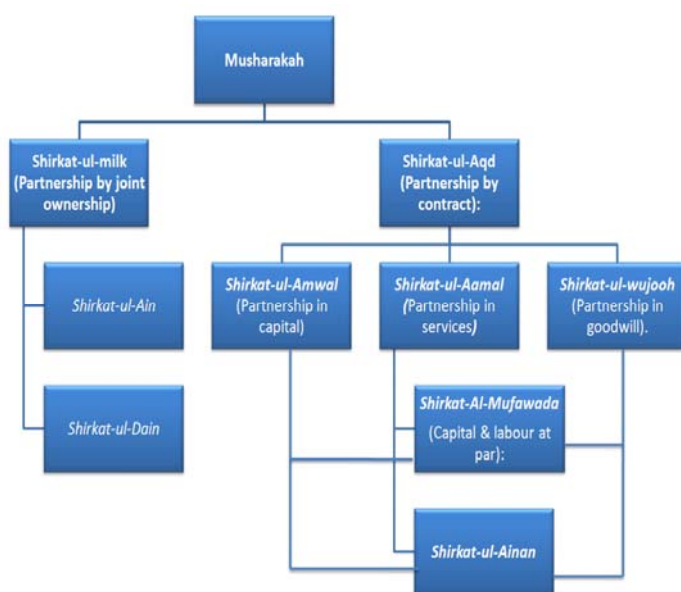 Musharakah
Shirkat-ul-milk
(Partnership by joint
ownership)
Shirkat-ul-Aqd
(Partnership by
contract):
Shirkat-ul-Ain
Shirkat-ul-Dain
Shirkat-ul-Amwal
(Partnership in
capital)
Shirkat-ul-Aamal
(Partnership in
services)
Shirkat-ul-wujooh
(Partnership in
goodwill).
Shirkat-Al-Mufawada
(Capital & labour at
par):
Shirkat-ul-Ainan